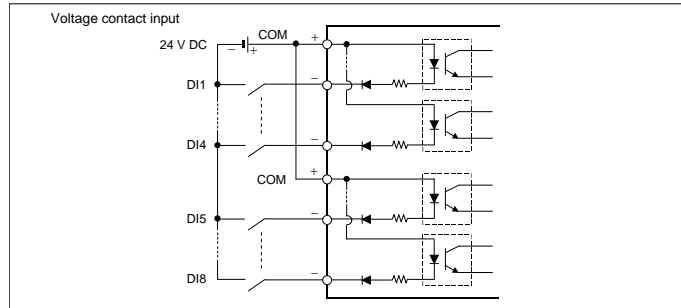 Voltage contact input
24 V DC − + COM +
DI1 −
DI4 −
COM +
DI5 −
DI8 −